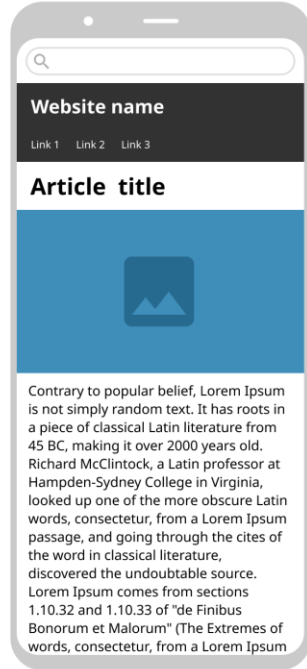 Website name
Link 1 Link 2 Link 3
Article title
Contrary to popular belief, Lorem Ipsum
is not simply random text. It has roots in
a piece of classical Latin literature from
45 BC, making it over 2000 years old.
Richard McClintock, a Latin professor at
Hampden-Sydney College in Virginia,
looked up one of the more obscure Latin
words, consectetur, from a Lorem Ipsum
passage, and going through the cites of
the word in classical literature,
discovered the undoubtable source.
Lorem Ipsum comes from sections
1.10.32 and 1.10.33 of "de Finibus
Bonorum et Malorum" (The Extremes of
words, consectetur, from a Lorem Ipsum